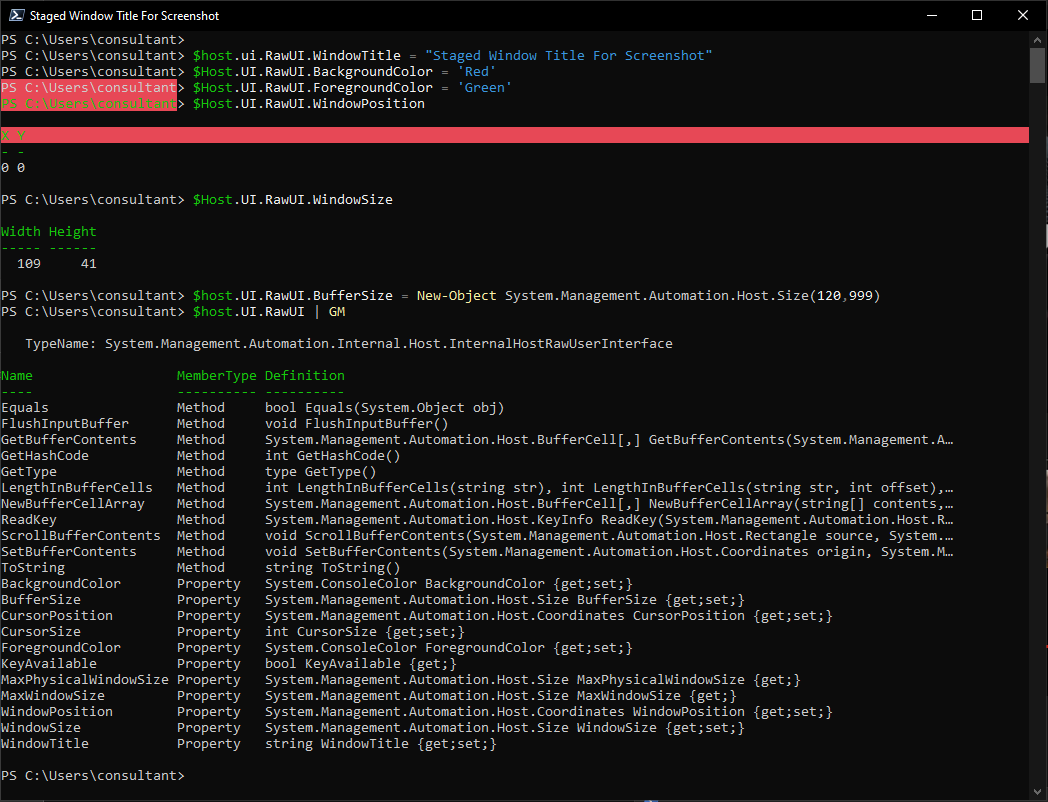 Staged Window Title For Screenshot
PS C:\Users\consultant>
PS C:\Users\consultant> $host.ui.RawUI.WindowTitle = "Staged Window Title For Screenshot"
PS C:\Users\consultant> $Host.UI.RawUI.BackgroundColor = 'Red'
PS C:\Users\consultant> $Host.UI.RawUI.ForegroundColor = 'Green'
PS C:\Users\consultant> $Host.UI.RawUI.WindowPosition
X Y
- -
0 0
PS C:\Users\consultant> $Host.UI.RawUI.WindowSize
Width Height
----- ------
  109     41
PS C:\Users\consultant> $host.UI.RawUI.BufferSize = New-Object System.Management.Automation.Host.Size(120,999)
PS C:\Users\consultant> $host.UI.RawUI | GM
   TypeName: System.Management.Automation.Internal.Host.InternalHostRawUserInterface
Name                  MemberType Definition
----                  ---------- ----------
Equals                Method     bool Equals(System.Object obj)
FlushInputBuffer      Method     void FlushInputBuffer()
GetBufferContents     Method     System.Management.Automation.Host.BufferCell[,] GetBufferContents(System.Management.A…
GetHashCode           Method     int GetHashCode()
GetType               Method     type GetType()
LengthInBufferCells   Method     int LengthInBufferCells(string str), int LengthInBufferCells(string str, int offset),…
NewBufferCellArray    Method     System.Management.Automation.Host.BufferCell[,] NewBufferCellArray(string[] contents,…
ReadKey               Method     System.Management.Automation.Host.KeyInfo ReadKey(System.Management.Automation.Host.R…
ScrollBufferContents  Method     void ScrollBufferContents(System.Management.Automation.Host.Rectangle source, System.…
SetBufferContents     Method     void SetBufferContents(System.Management.Automation.Host.Coordinates origin, System.M…
ToString              Method     string ToString()
BackgroundColor       Property   System.ConsoleColor BackgroundColor {get;set;}
BufferSize            Property   System.Management.Automation.Host.Size BufferSize {get;set;}
CursorPosition        Property   System.Management.Automation.Host.Coordinates CursorPosition {get;set;}
CursorSize            Property   int CursorSize {get;set;}
ForegroundColor       Property   System.ConsoleColor ForegroundColor {get;set;}
KeyAvailable          Property   bool KeyAvailable {get;}
MaxPhysicalWindowSize Property   System.Management.Automation.Host.Size MaxPhysicalWindowSize {get;}
MaxWindowSize         Property   System.Management.Automation.Host.Size MaxWindowSize {get;}
WindowPosition        Property   System.Management.Automation.Host.Coordinates WindowPosition {get;set;}
WindowSize            Property   System.Management.Automation.Host.Size WindowSize {get;set;}
WindowTitle           Property   string WindowTitle {get;set;}
PS C:\Users\consultant>